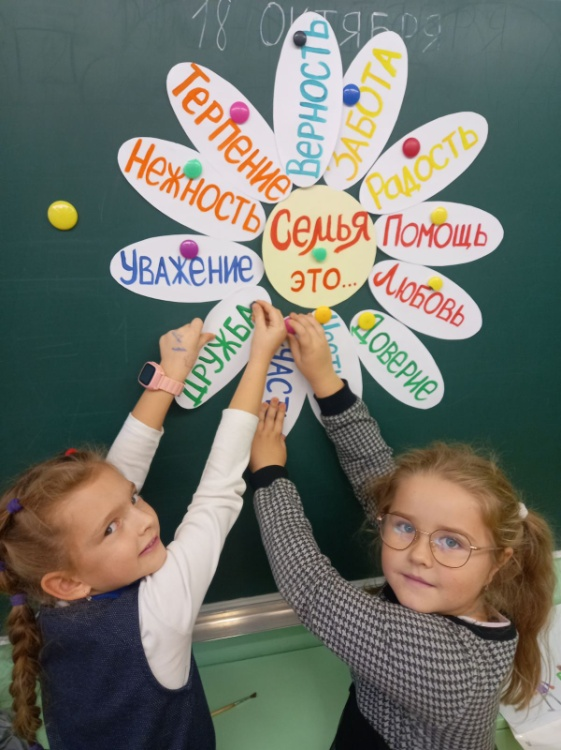 18 октября
Верность
Забота
Радость
Помощь
Любовь
Доверие
Дружба
Уважение
Нежность
Терпение
Семья
это...